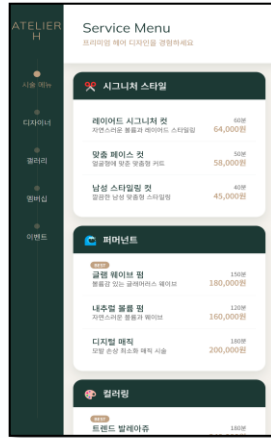 ATELIER
H
시술 메뉴
디자이너
갤러리
멤버십
이벤트
Service Menu
프리미엄 헤어 디자인을 경험하세요
시그니처 스타일
레이어드 시그니처 컷
60분
자연스러운 볼륨과 레이어드 스타일링
64,000원
맞춤 페이스 컷
50분
얼굴형에 맞춘 맞춤형 커트
58,000원
남성 스타일링 컷
40분
깔끔한 남성 맞춤형 스타일링
45,000원
퍼머넌트
BEST
글램 웨이브 펌
150분
볼륨감 있는 글래머러스 웨이브
180,000원
내추럴 볼륨 펌
120분
자연스러운 볼륨과 웨이브
160,000원
디지털 매직
180분
모발 손상 최소화 매직 시술
200,000원
컬러링
BEST
트렌드 발레아쥬
180분